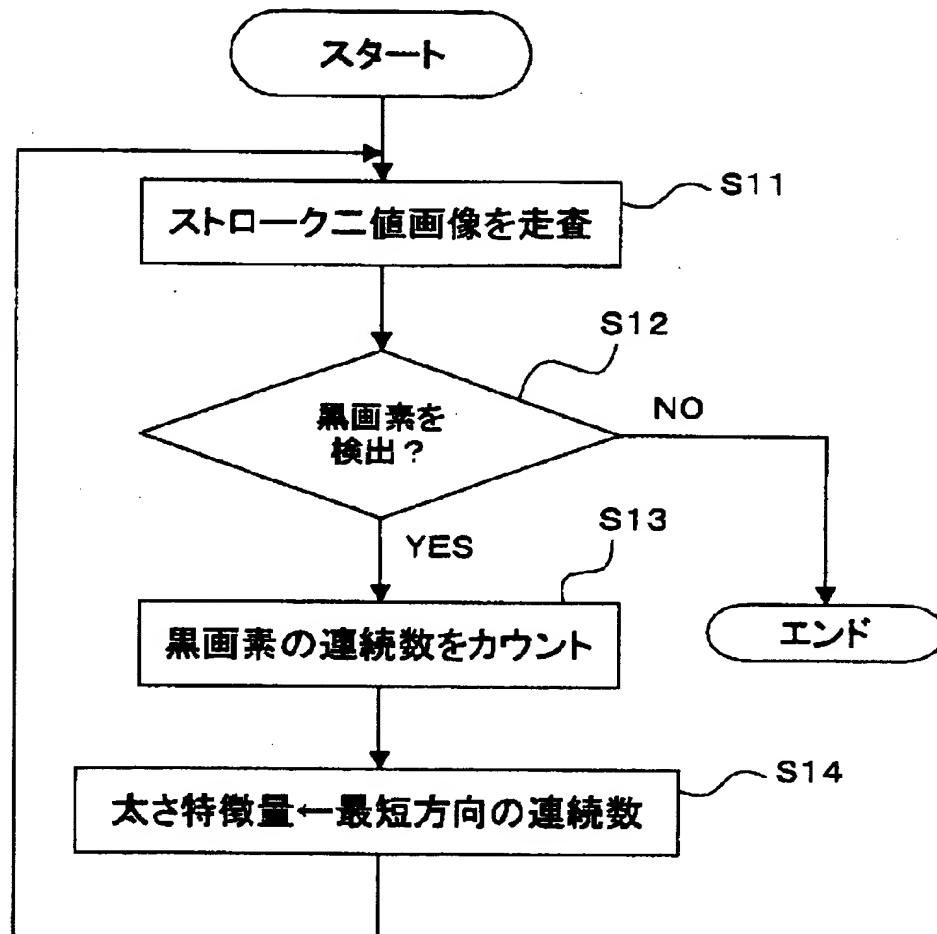 スタート
S11
ストローク二値画像を走査
S12
黒画素を
検出？
NO
YES
S13
黒画素の連続数をカウント
エンド
S14
太さ特徴量←最短方向の連続数